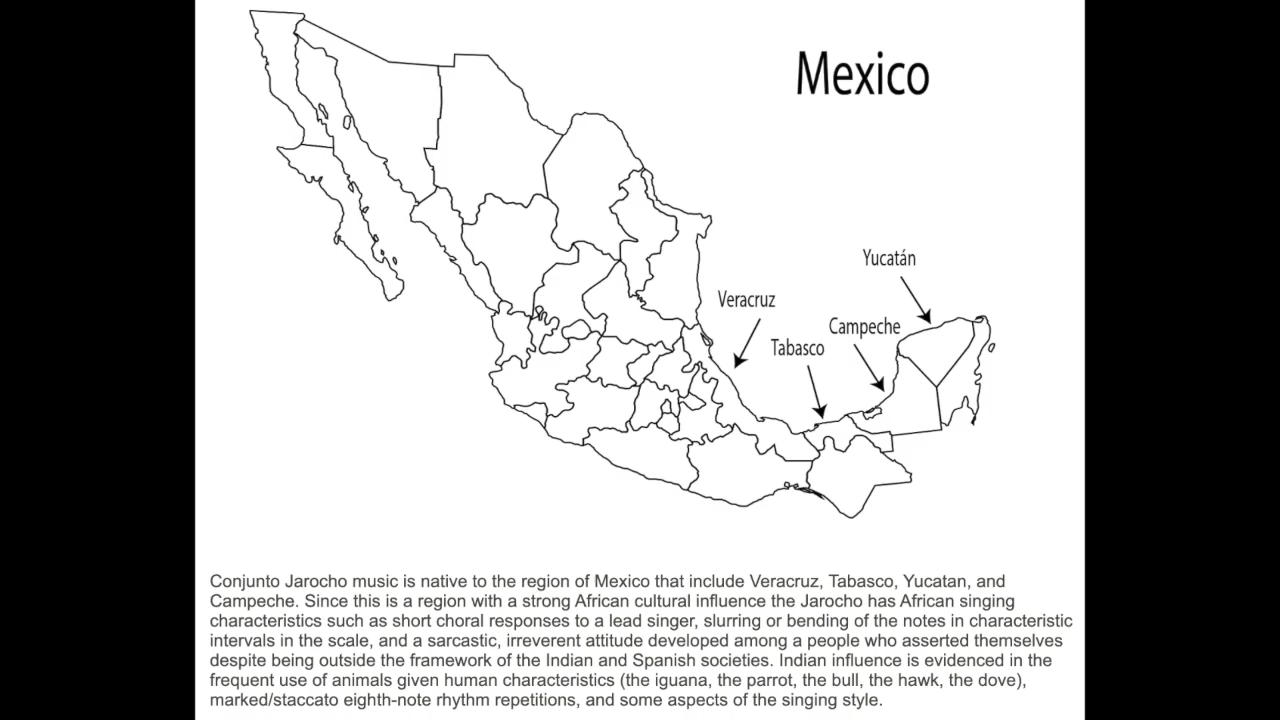 Mexico
Yucatán
Veracruz
Campeche
Tabasco
Conjunto Jarocho music is native to the region of Mexico that include Veracruz, Tabasco, Yucatan, and
Campeche. Since this is a region with a strong African cultural influence the Jarocho has African singing
characteristics such as short choral responses to a lead singer, slurring or bending of the notes in characteristic
intervals in the scale, and a sarcastic, irreverent attitude developed among a people who asserted themselves
despite being outside the framework of the Indian and Spanish societies. Indian influence is evidenced in the
frequent use of animals given human characteristics (the iguana, the parrot, the bull, the hawk, the dove),
marked/staccato eighth-note rhythm repetitions, and some aspects of the singing style.